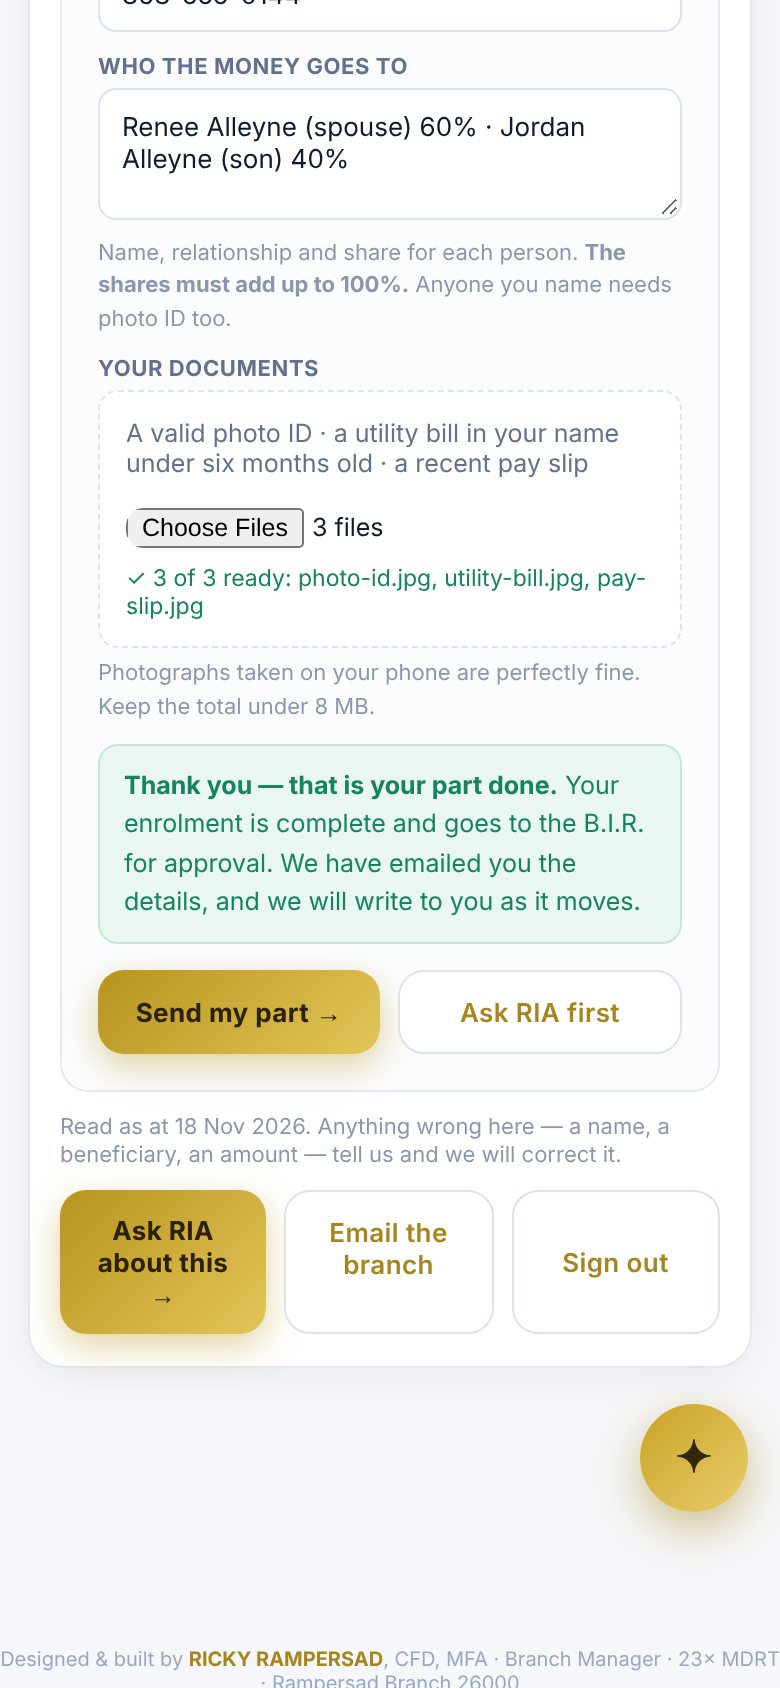 WHO THE MONEY GOES TO
Renee Alleyne (spouse) 60% · Jordan
Alleyne (son) 40%
Name, relationship and share for each person. The
shares must add up to 100%. Anyone you name needs
photo ID too.
YOUR DOCUMENTS
A valid photo ID · a utility bill in your name
under six months old · a recent pay slip
Choose Files 3 files
✓ 3 of 3 ready: photo-id.jpg, utility-bill.jpg, pay-
slip.jpg
Photographs taken on your phone are perfectly fine.
Keep the total under 8 MB.
Thank you — that is your part done. Your
enrolment is complete and goes to the B.I.R.
for approval. We have emailed you the
details, and we will write to you as it moves.
Send my part →
Ask RIA first
Read as at 18 Nov 2026. Anything wrong here — a name, a
beneficiary, an amount — tell us and we will correct it.
Ask RIA
about this
→
Email the
branch
Sign out
Designed & built by RICKY RAMPERSAD, CFD, MFA · Branch Manager · 23× MDRT
· Rampersad Branch 26000